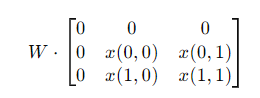 W · [0 0 0
0 x(0,0) x(0,1)
0 x(1,0) x(1,1)]